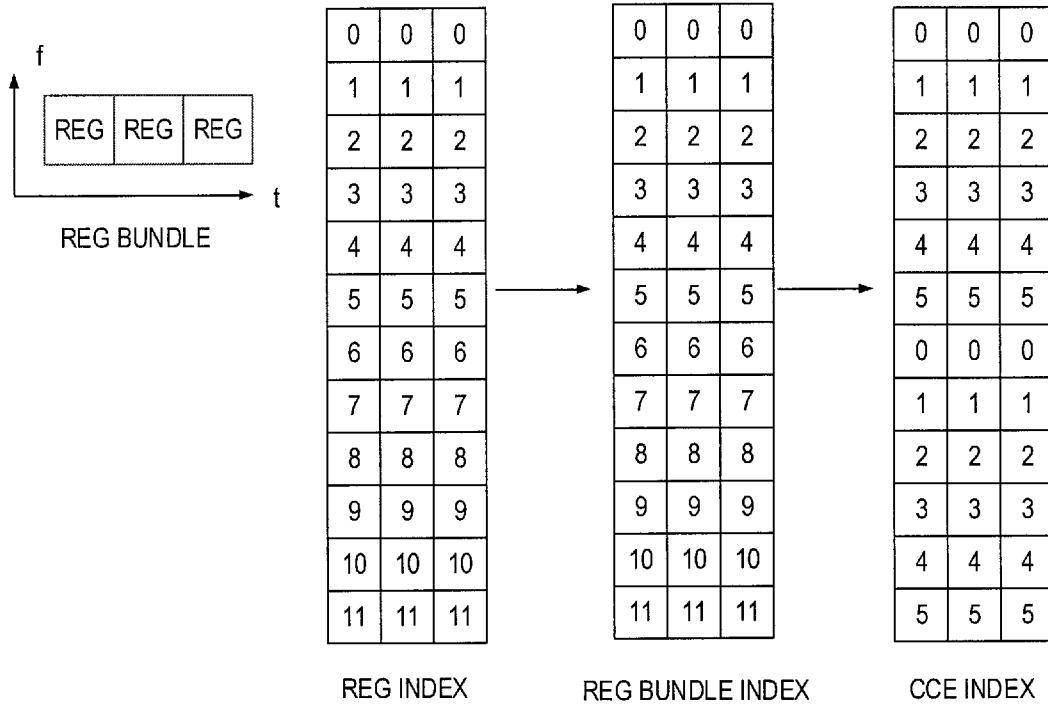 f
REG REG REG
t
REG BUNDLE
0 0 0
1 1 1
2 2 2
3 3 3
4 4 4
5 5 5
6 6 6
7 7 7
8 8 8
9 9 9
10 10 10
11 11 11
REG INDEX
0 0 0
1 1 1
2 2 2
3 3 3
4 4 4
5 5 5
6 6 6
7 7 7
8 8 8
9 9 9
10 10 10
11 11 11
REG BUNDLE INDEX
0 0 0
1 1 1
2 2 2
3 3 3
4 4 4
5 5 5
0 0 0
1 1 1
2 2 2
3 3 3
4 4 4
5 5 5
CCE INDEX